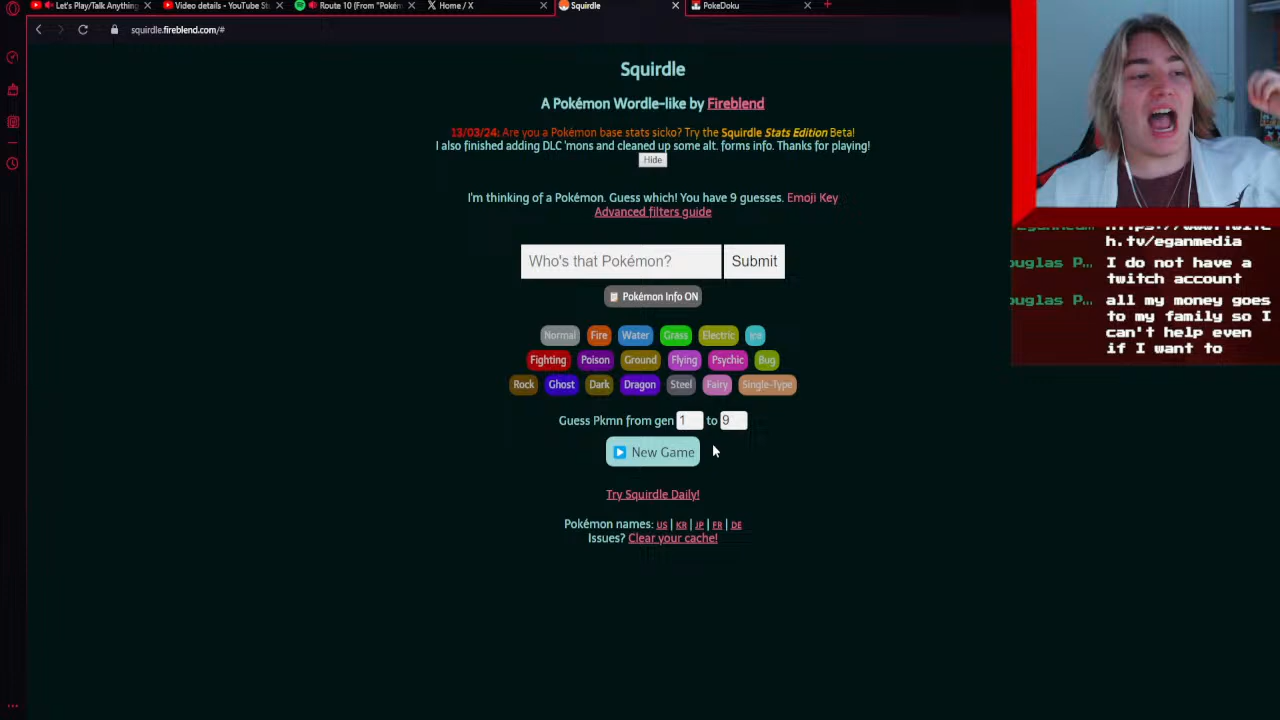 Let's Play/Talk Anything
Video details - YouTube St
Route 10 (From "Pokém
Home / X
Squirdle
PokeDoku
squirdle.fireblend.com/#
Squirdle
A Pokémon Wordle-like by Fireblend
13/03/24: Are you a Pokémon base stats sicko? Try the Squirdle Stats Edition Beta!
I also finished adding DLC 'mons and cleaned up some alt. forms info. Thanks for playing!
Hide
I'm thinking of a Pokémon. Guess which! You have 9 guesses. Emoji Key
Advanced filters guide
Who's that Pokémon? Submit
Pokémon Info ON
Normal Fire Water Grass Electric Ice
Fighting Poison Ground Flying Psychic Bug
Rock Ghost Dark Dragon Steel Fairy Single-Type
Guess Pkmn from gen 1 to 9
New Game
Try Squirdle Daily!
Pokémon names: US | KR | JP | FR | DE
Issues? Clear your cache!
h.tv/eganmedia
ouglas P… I do not have a
twitch account
ouglas P… all my money goes
to my family so I
can't help even
if I want to